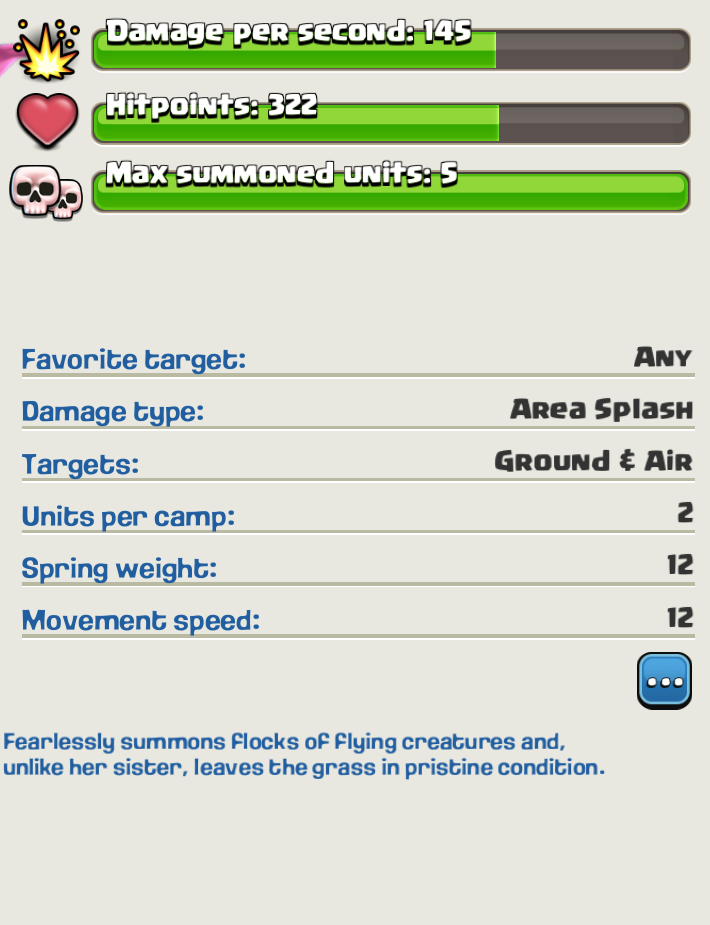 Damage per second: 145
Hitpoints: 322
Max summoned units: 5
Favorite target: Any
Damage type: Area Splash
Targets: Ground & Air
Units per camp: 2
Spring weight: 12
Movement speed: 12
Fearlessly summons flocks of flying creatures and,
unlike her sister, leaves the grass in pristine condition.